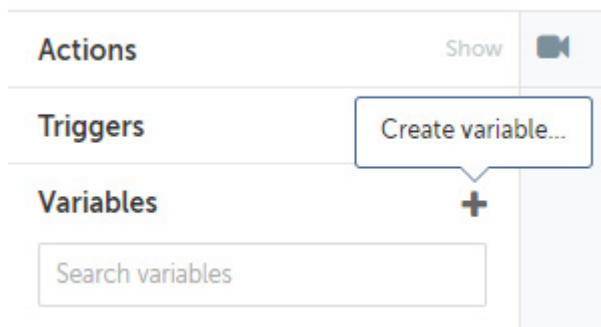 Actions
Show
Triggers
Create variable...
Variables
Search variables